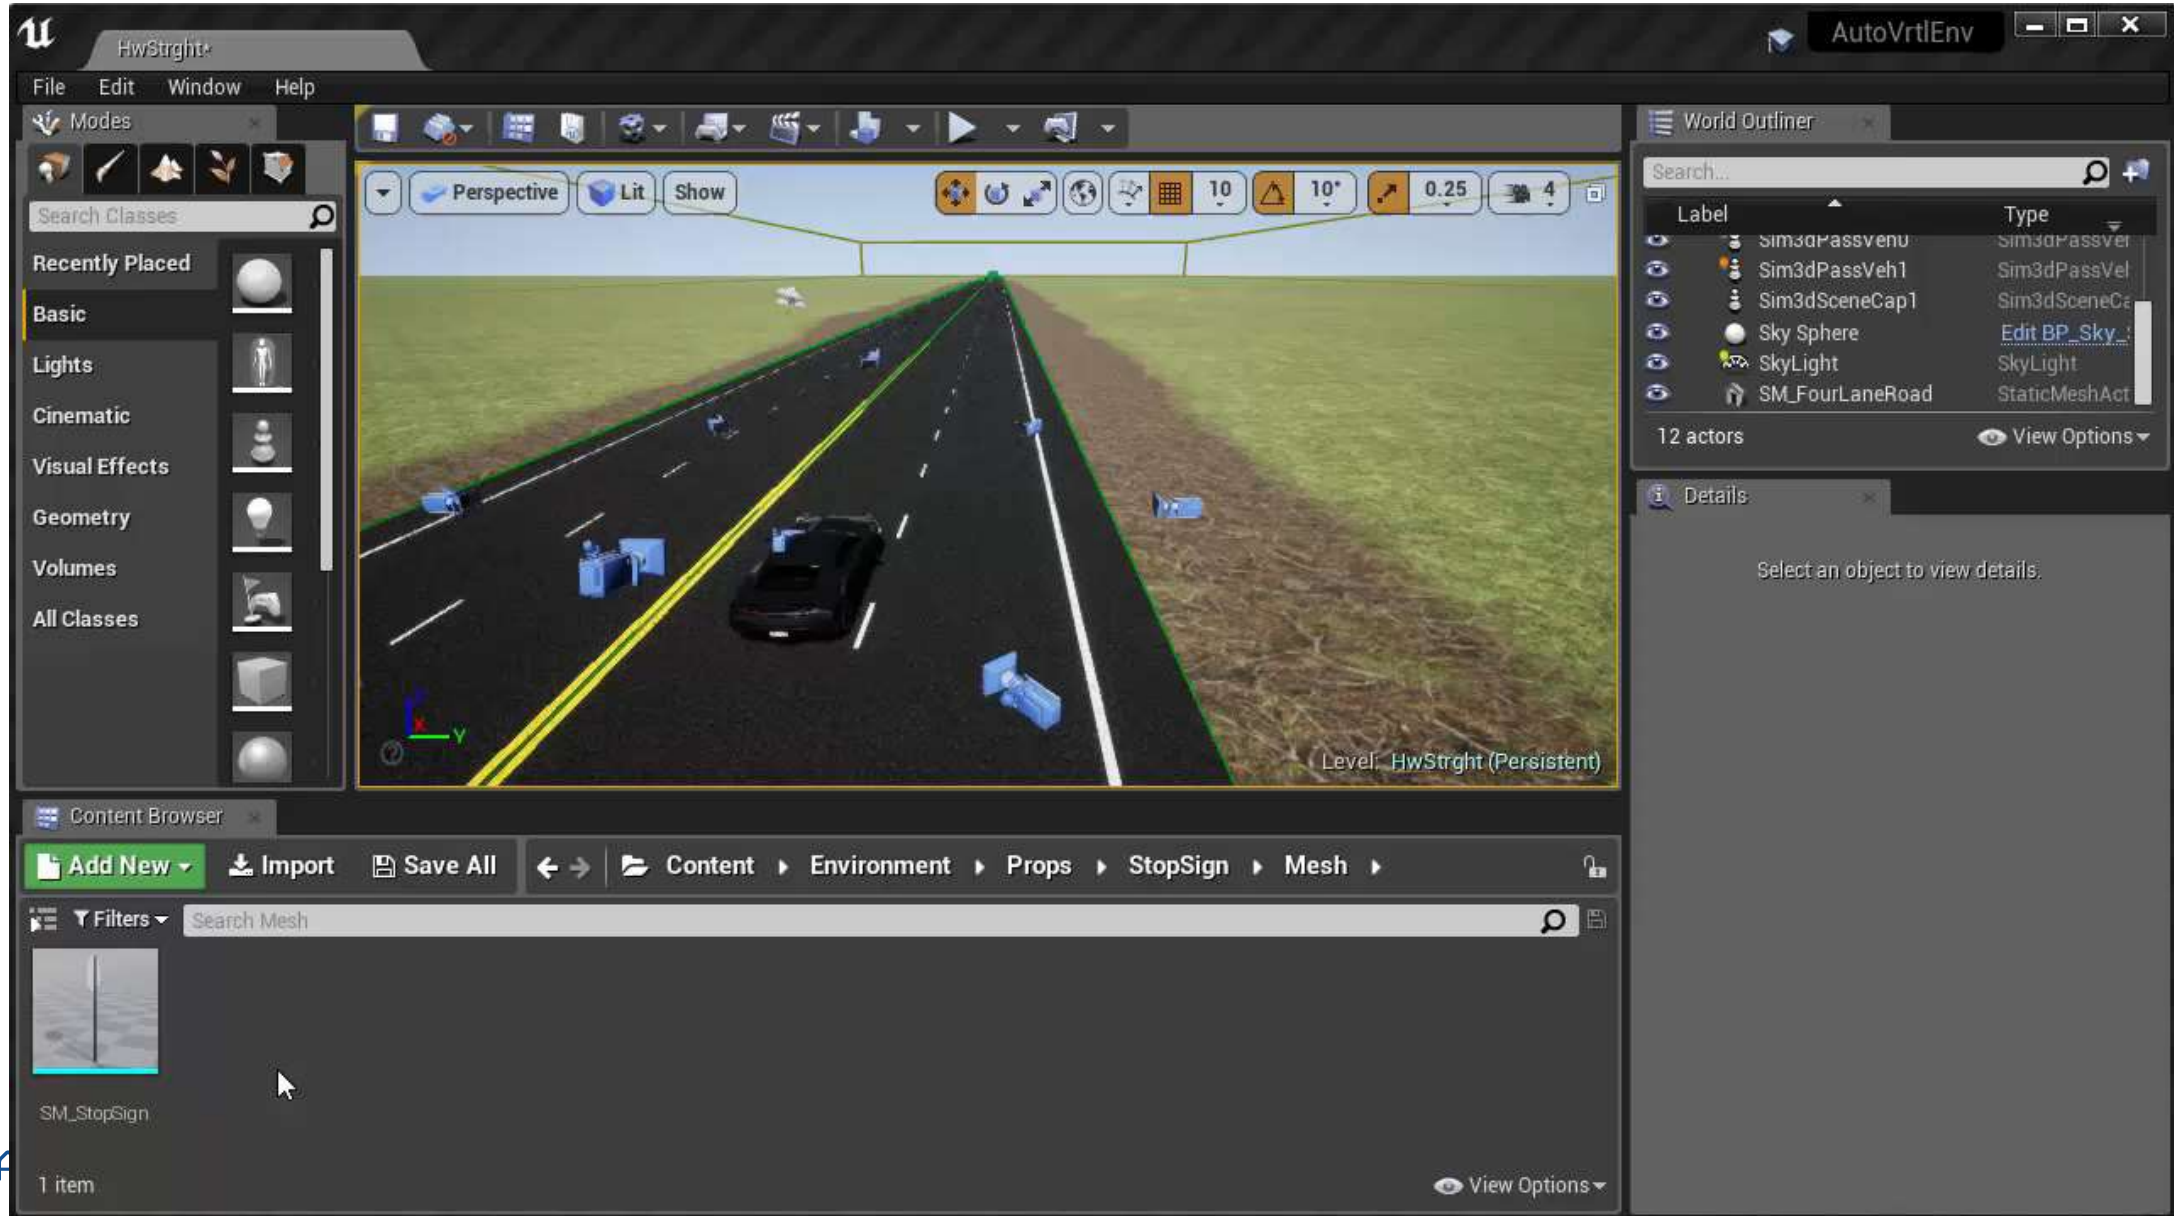 HwStrght*
AutoVrtlEnv
File Edit Window Help
Modes
Search Classes
Recently Placed
Basic
Lights
Cinematic
Visual Effects
Geometry
Volumes
All Classes
Perspective Lit Show
10 10° 0.25 4
Level: HwStrght (Persistent)
X
Y
World Outliner
Search...
Label Type
Sim3dPassVeh0 Sim3dPassVeh
Sim3dPassVeh1 Sim3dPassVeh
Sim3dSceneCap1 Sim3dSceneCa
Sky Sphere Edit BP_Sky_
SkyLight SkyLight
SM_FourLaneRoad StaticMeshAct
12 actors View Options
Details
Select an object to view details.
Content Browser
Add New Import Save All Content Environment Props StopSign Mesh
Filters Search Mesh
SM_StopSign
1 item View Options